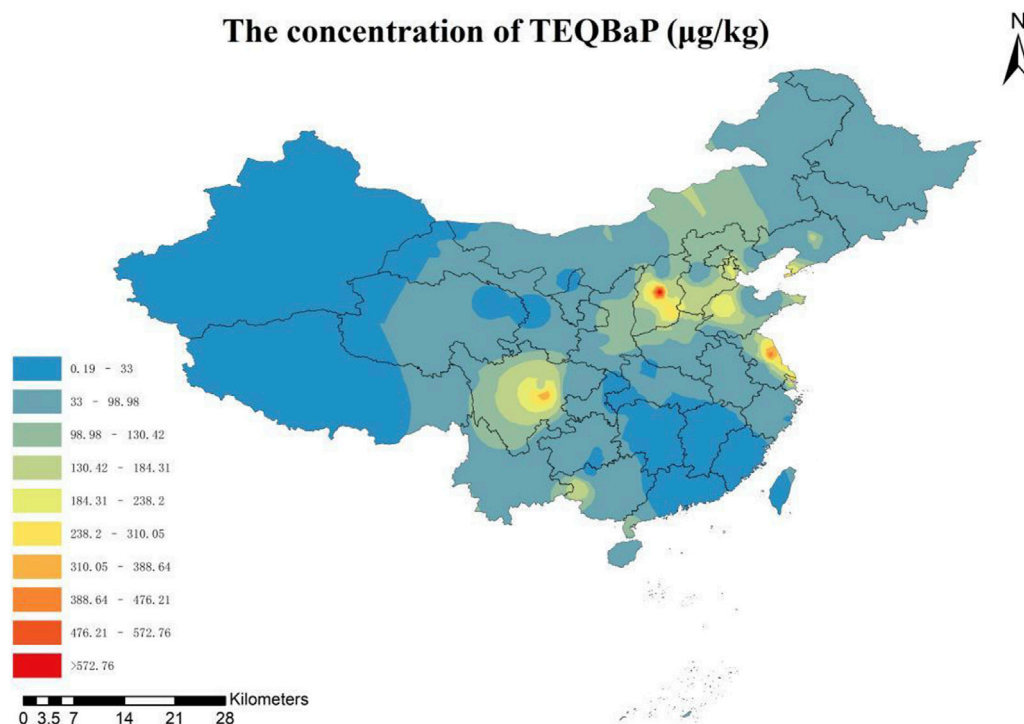 The concentration of TEQBaP (μg/kg)
N
0.19 - 33
33 - 98.98
98.98 - 130.42
130.42 - 184.31
184.31 - 238.2
238.2 - 310.05
310.05 - 388.64
388.64 - 476.21
476.21 - 572.76
>572.76
Kilometers
0 3.5 7 14 21 28